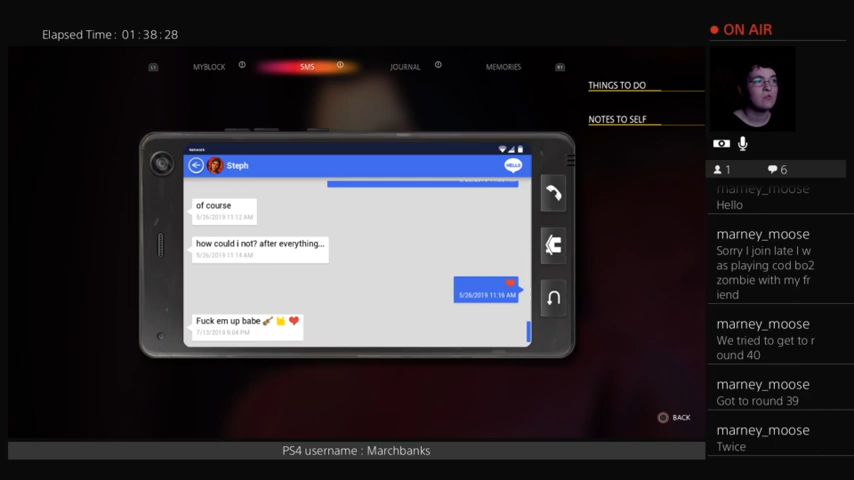 Elapsed Time : 01:38:28
ON AIR
L1
MYBLOCK
SMS
JOURNAL
MEMORIES
R1
THINGS TO DO
NOTES TO SELF
Network
Steph
HELLO
of course
5/26/2019 11:12 AM
how could i not? after everything...
5/26/2019 11:14 AM
5/26/2019 11:16 AM
Fuck em up babe 🎸 🤘 ❤️
7/13/2019 9:04 PM
BACK
PS4 username : Marchbanks
1
6
marney_moose
Hello
marney_moose
Sorry I join late I w
as playing cod bo2
zombie with my fr
iend
marney_moose
We tried to get to r
ound 40
marney_moose
Got to round 39
marney_moose
Twice